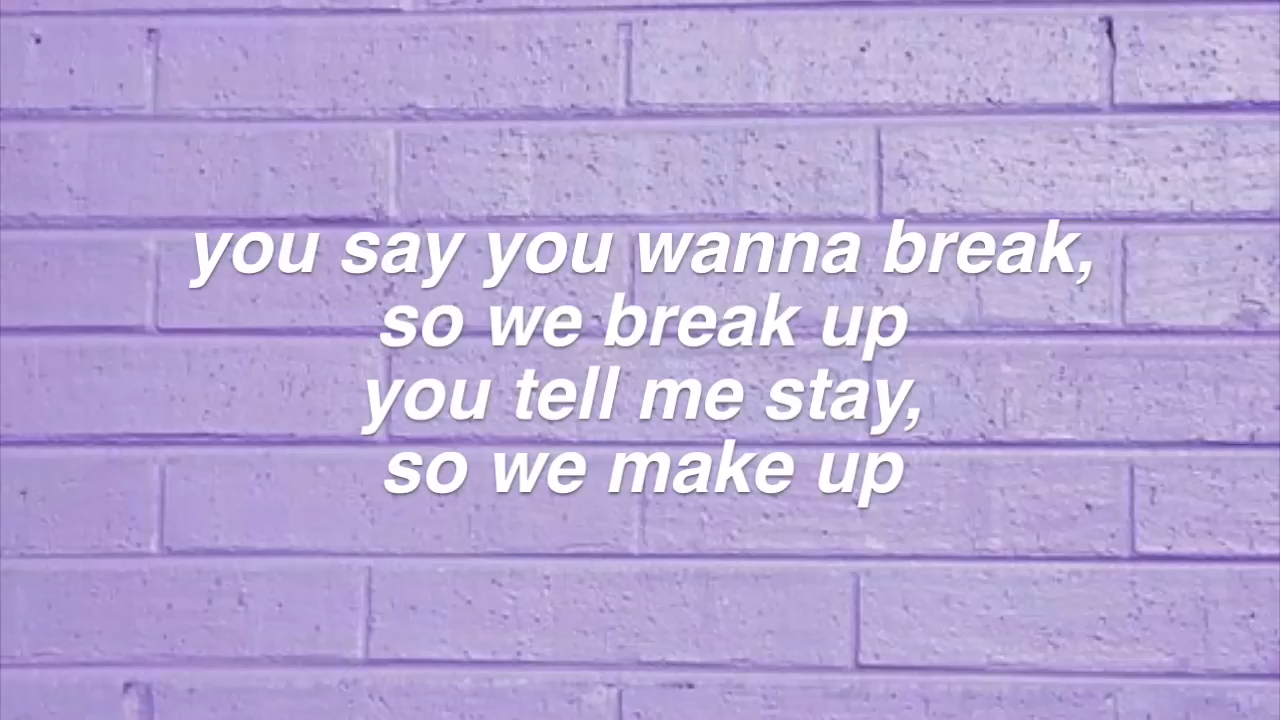 you say you wanna break,
so we break up
you tell me stay,
so we make up